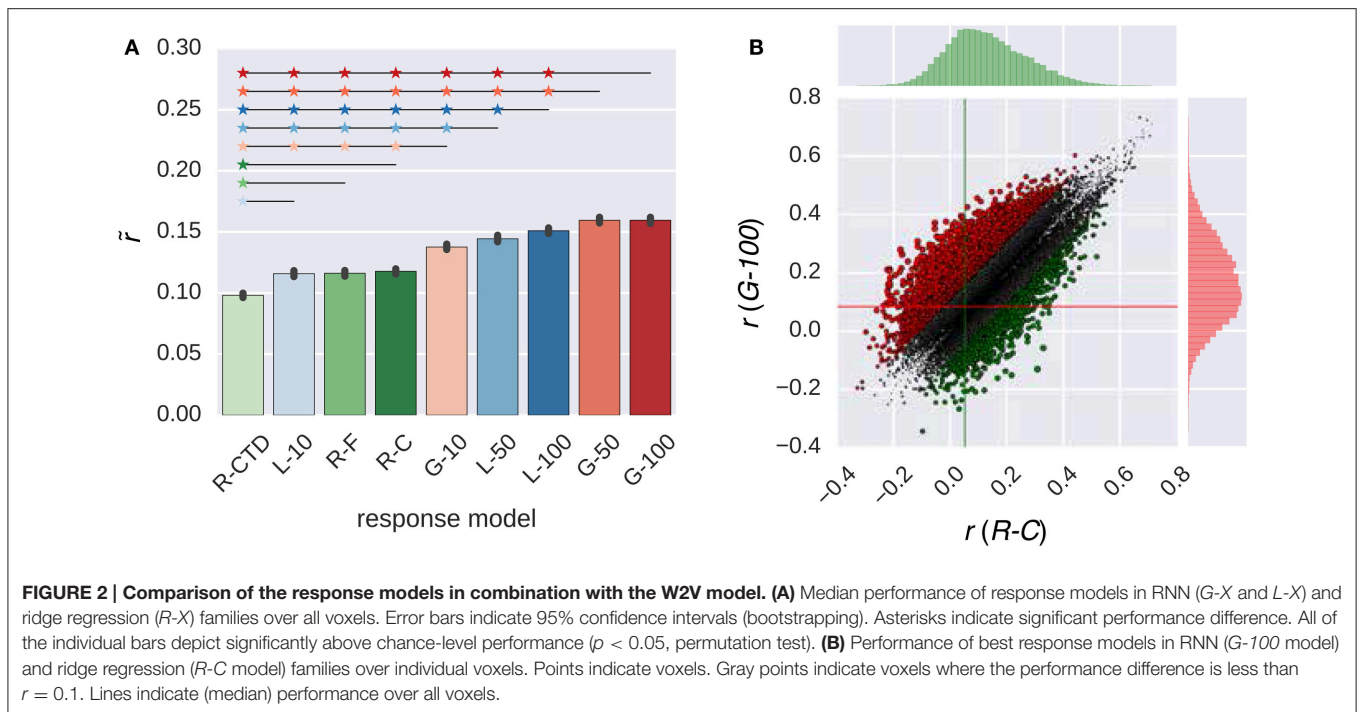 A
0.30
0.25
0.20
0.15
0.10
0.05
0.00
r̃
R-CTD
L-10
R-F
R-C
G-10
L-50
L-100
G-50
G-100
response model
B
0.8
0.6
0.4
0.2
0.0
−0.2
−0.4
r (G-100)
−0.4
−0.2
0.0
0.2
0.4
0.6
0.8
r (R-C)
FIGURE 2 | Comparison of the response models in combination with the W2V model. (A) Median performance of response models in RNN (G-X and L-X) and
ridge regression (R-X) families over all voxels. Error bars indicate 95% confidence intervals (bootstrapping). Asterisks indicate significant performance difference. All of
the individual bars depict significantly above chance-level performance (p < 0.05, permutation test). (B) Performance of best response models in RNN (G-100 model)
and ridge regression (R-C model) families over individual voxels. Points indicate voxels. Gray points indicate voxels where the performance difference is less than
r = 0.1. Lines indicate (median) performance over all voxels.